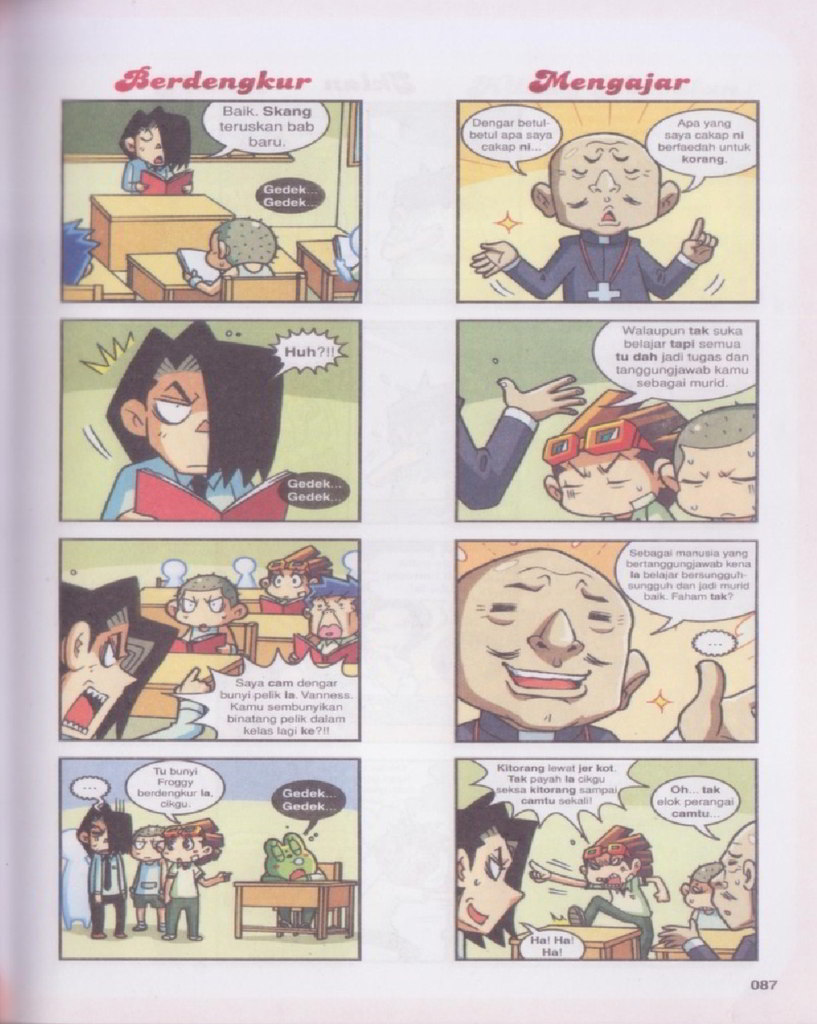 Berdengkur
Baik. Skang
teruskan bab
baru.
Gedek...
Gedek...
Huh?!!
Gedek...
Gedek...
Saya cam dengar
bunyi pelik la. Vanness.
Kamu sembunyikan
binatang pelik dalam
kelas lagi ke?!!
...
Tu bunyi
Froggy
berdengkur la,
cikgu.
Gedek...
Gedek...
Mengajar
Dengar betul-
betul apa saya
cakap ni...
Apa yang
saya cakap ni
berfaedah untuk
korang.
Walaupun tak suka
belajar tapi semua
tu dah jadi tugas dan
tanggungjawab kamu
sebagai murid.
Sebagai manusia yang
bertanggungjawab kena
la belajar bersungguh-
sungguh dan jadi murid
baik. Faham tak?
...
Kitorang lewat jer kot.
Tak payah la cikgu
seksa kitorang sampai
camtu sekali!
Oh... tak
elok perangai
camtu...
Ha! Ha!
Ha!
087